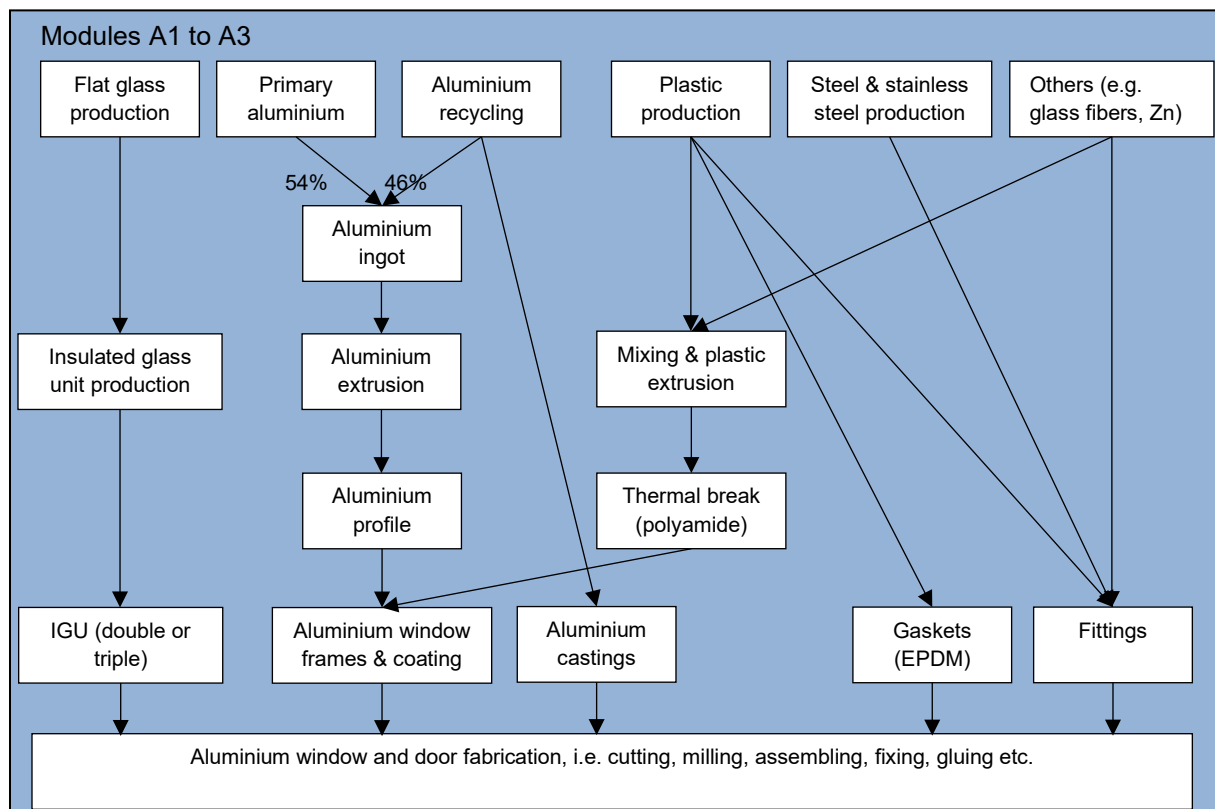 Modules A1 to A3
Flat glass
production
Primary
aluminium
Aluminium
recycling
Plastic
production
Steel & stainless
steel production
Others (e.g.
glass fibers, Zn)
54%
46%
Aluminium
ingot
Insulated glass
unit production
Aluminium
extrusion
Mixing & plastic
extrusion
Aluminium
profile
Thermal break
(polyamide)
IGU (double or
triple)
Aluminium window
frames & coating
Aluminium
castings
Gaskets
(EPDM)
Fittings
Aluminium window and door fabrication, i.e. cutting, milling, assembling, fixing, gluing etc.